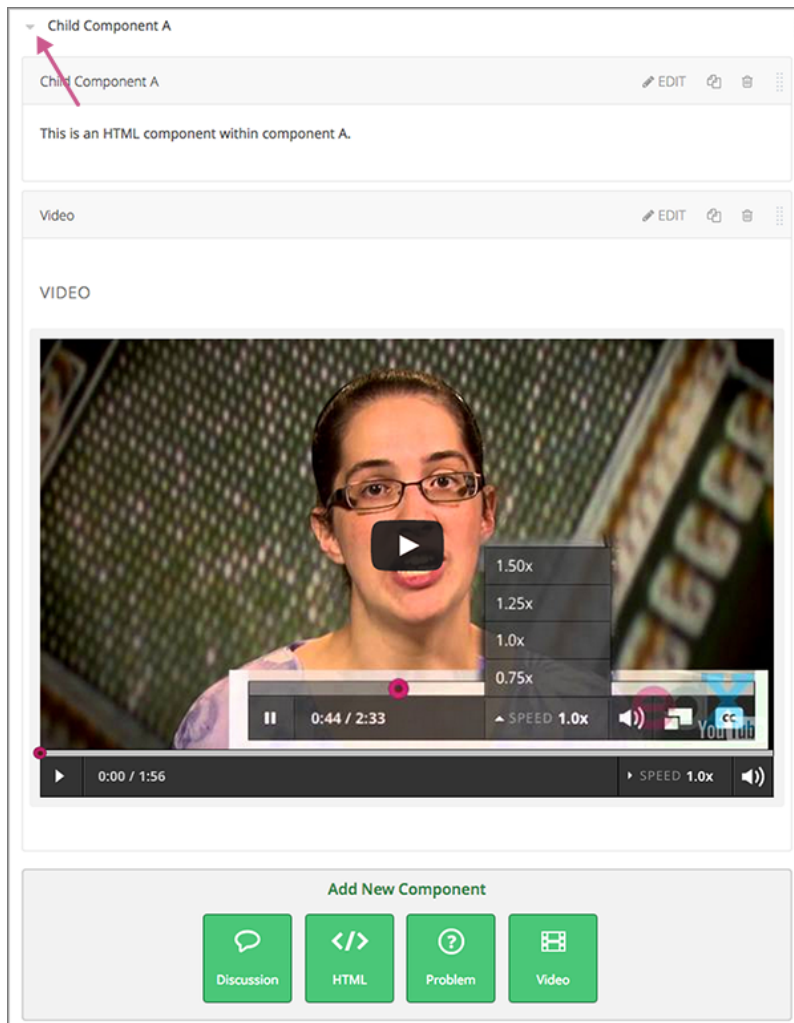 Child Component A
Child Component A EDIT
This is an HTML component within component A.
Video EDIT
VIDEO
1.50x
1.25x
1.0x
0.75x
0:44 / 2:33 SPEED 1.0x CC
0:00 / 1:56 SPEED 1.0x
Add New Component
Discussion HTML Problem Video